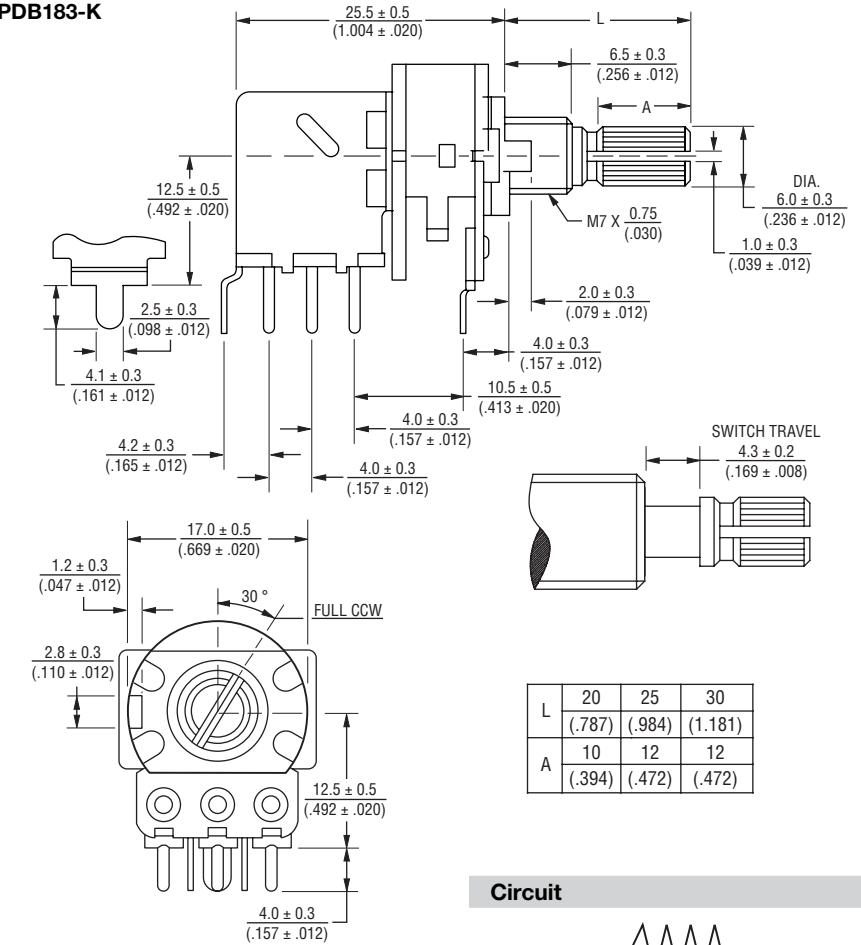 PDB183-K
25.5 ± 0.5
(1.004 ± .020)
L
6.5 ± 0.3
(.256 ± .012)
A
12.5 ± 0.5
(.492 ± .020)
DIA.
6.0 ± 0.3
(.236 ± .012)
M7 X 0.75
(.030)
1.0 ± 0.3
(.039 ± .012)
2.5 ± 0.3
(.098 ± .012)
2.0 ± 0.3
(.079 ± .012)
4.0 ± 0.3
(.157 ± .012)
4.1 ± 0.3
(.161 ± .012)
10.5 ± 0.5
(.413 ± .020)
4.0 ± 0.3
(.157 ± .012)
4.2 ± 0.3
(.165 ± .012)
4.0 ± 0.3
(.157 ± .012)
SWITCH TRAVEL
4.3 ± 0.2
(.169 ± .008)
17.0 ± 0.5
(.669 ± .020)
1.2 ± 0.3
(.047 ± .012)
30 °
FULL CCW
2.8 ± 0.3
(.110 ± .012)
L 20 25 30
(.787) (.984) (1.181)
A 10 12 12
(.394) (.472) (.472)
12.5 ± 0.5
(.492 ± .020)
4.0 ± 0.3
(.157 ± .012)
Circuit